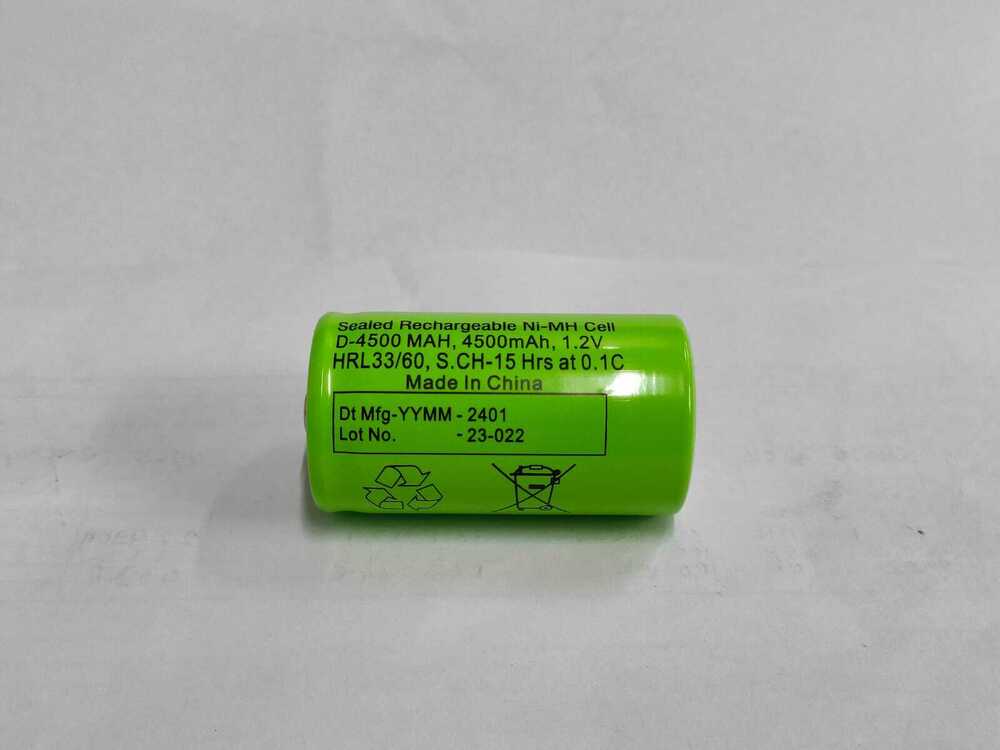 Sealed Rechargeable Ni-MH Cell
D-4500 MAH, 4500mAh, 1.2V
HRL33/60, S.CH-15 Hrs at 0.1C
Made In China
Dt Mfg-YYMM - 2401
Lot No. - 23-022